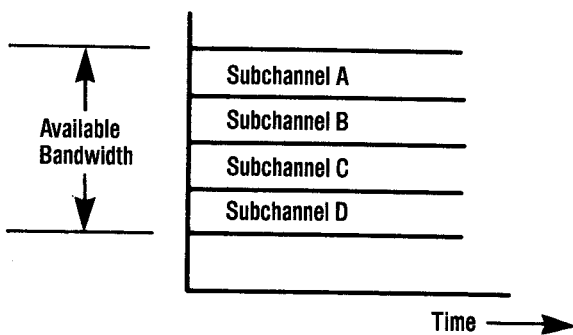 Subchannel A
Subchannel B
Available
Bandwidth
Subchannel C
Subchannel D
Time